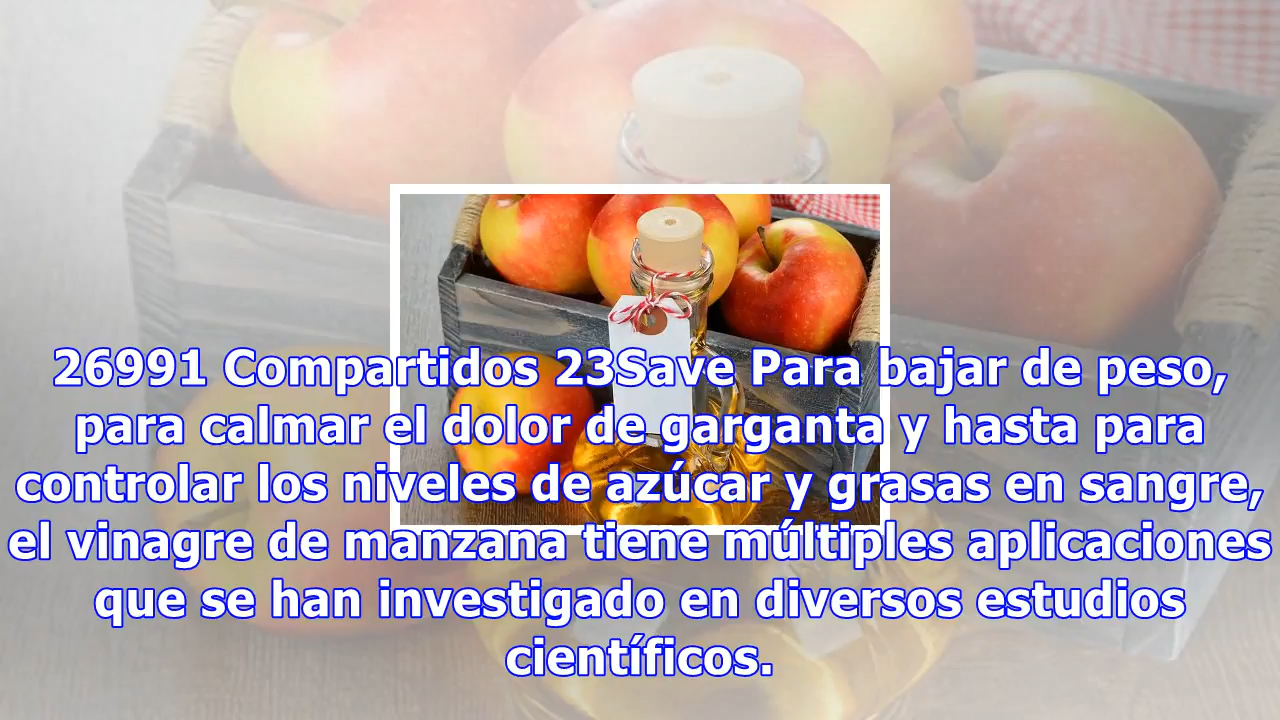 26991 Compartidos 23Save Para bajar de peso,
para calmar el dolor de garganta y hasta para
controlar los niveles de azúcar y grasas en sangre,
el vinagre de manzana tiene múltiples aplicaciones
que se han investigado en diversos estudios
científicos.